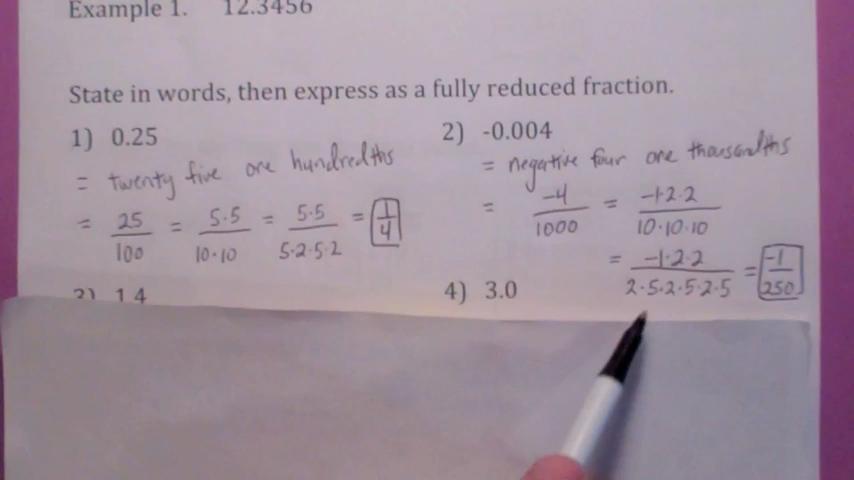 Example 1. 12.3456
State in words, then express as a fully reduced fraction.
1) 0.25
= twenty five one hundredths
= 25/100 = 5·5/10·10 = 5·5/5·2·5·2 = 1/4
2) -0.004
= negative four one thousandths
= -4/1000 = -1·2·2/10·10·10
= -1·2·2/2·5·2·5·2·5 = -1/250
3) 1.4
4) 3.0